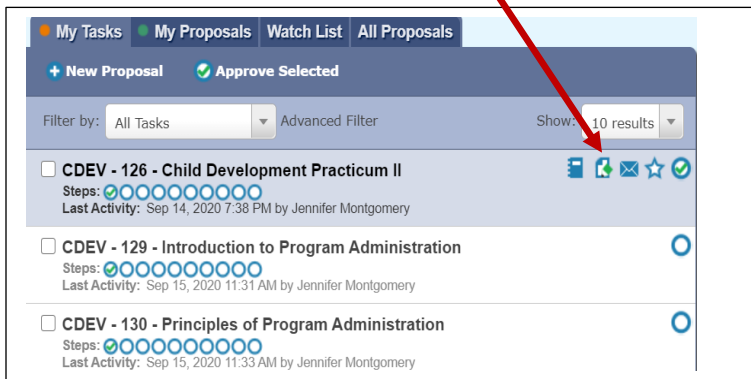 My Tasks My Proposals Watch List All Proposals
New Proposal Approve Selected
Filter by: All Tasks Advanced Filter Show: 10 results
CDEV - 126 - Child Development Practicum II
Steps:
Last Activity: Sep 14, 2020 7:38 PM by Jennifer Montgomery
CDEV - 129 - Introduction to Program Administration
Steps:
Last Activity: Sep 15, 2020 11:31 AM by Jennifer Montgomery
CDEV - 130 - Principles of Program Administration
Steps:
Last Activity: Sep 15, 2020 11:33 AM by Jennifer Montgomery